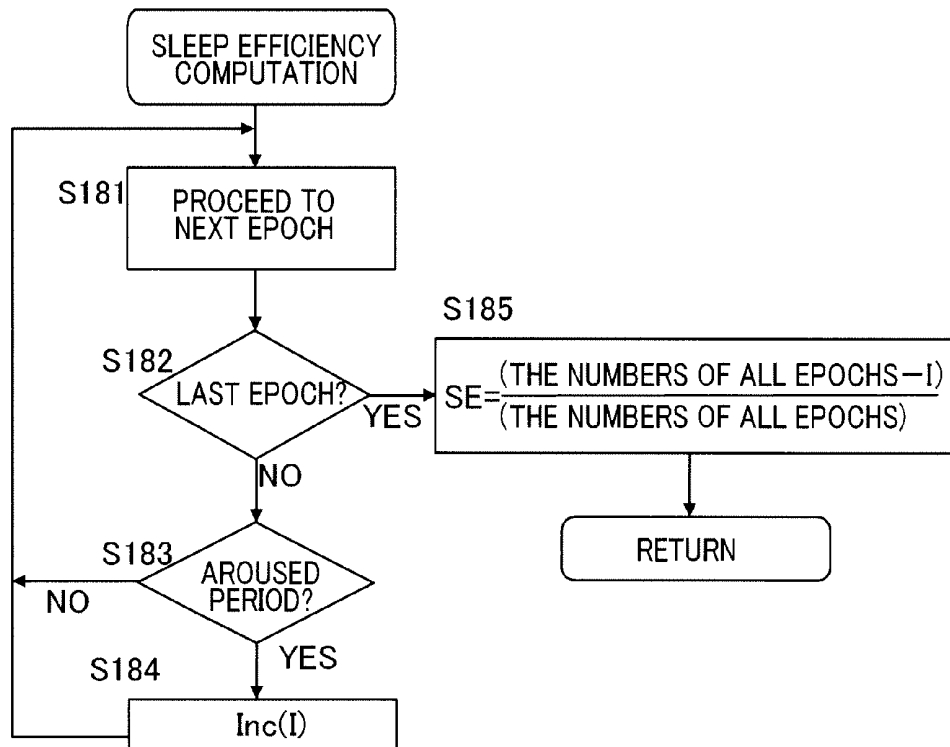 SLEEP EFFICIENCY
COMPUTATION
S181
PROCEED TO
NEXT EPOCH
S182
LAST EPOCH?
YES
NO
S185
SE=(THE NUMBERS OF ALL EPOCHS-I)
(THE NUMBERS OF ALL EPOCHS)
RETURN
S183
AROUSED
PERIOD?
NO
YES
S184
Inc(I)